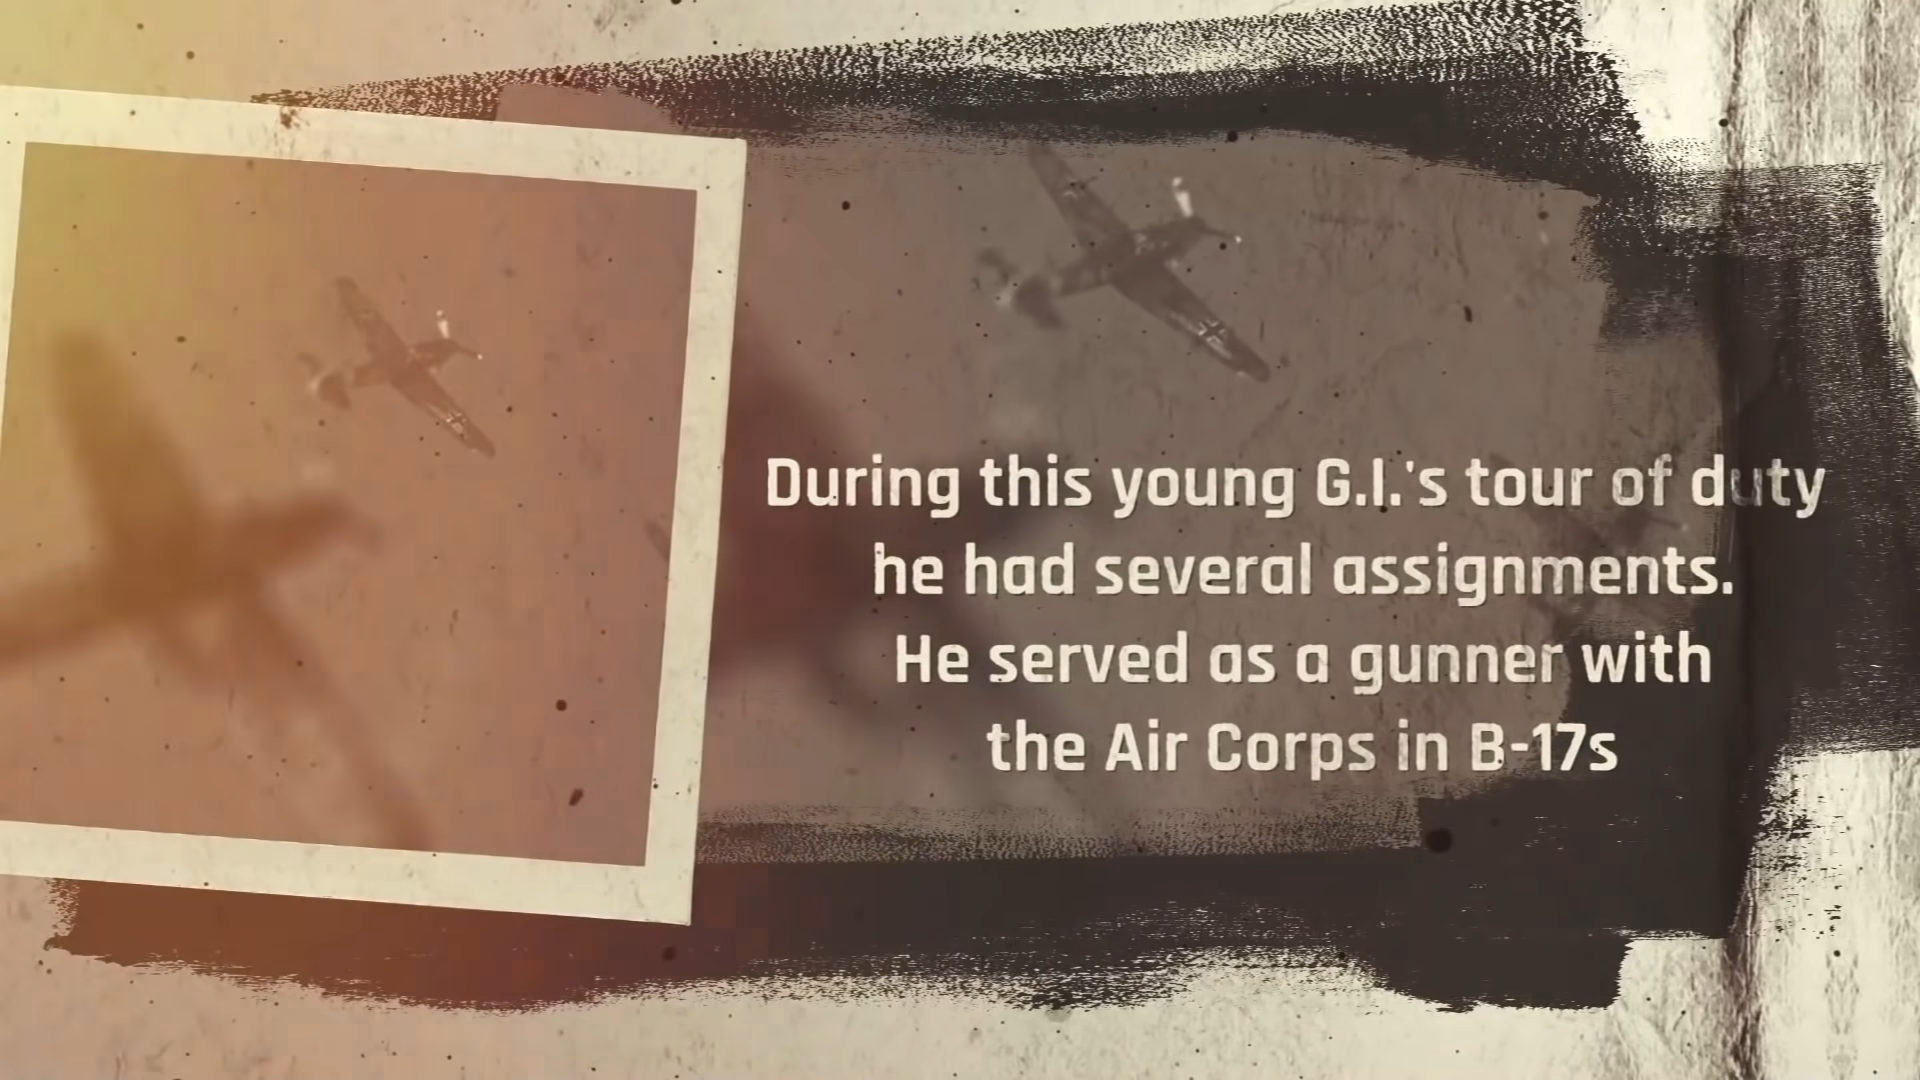 During this young G.I.'s tour of duty
he had several assignments.
He served as a gunner with
the Air Corps in B-17s